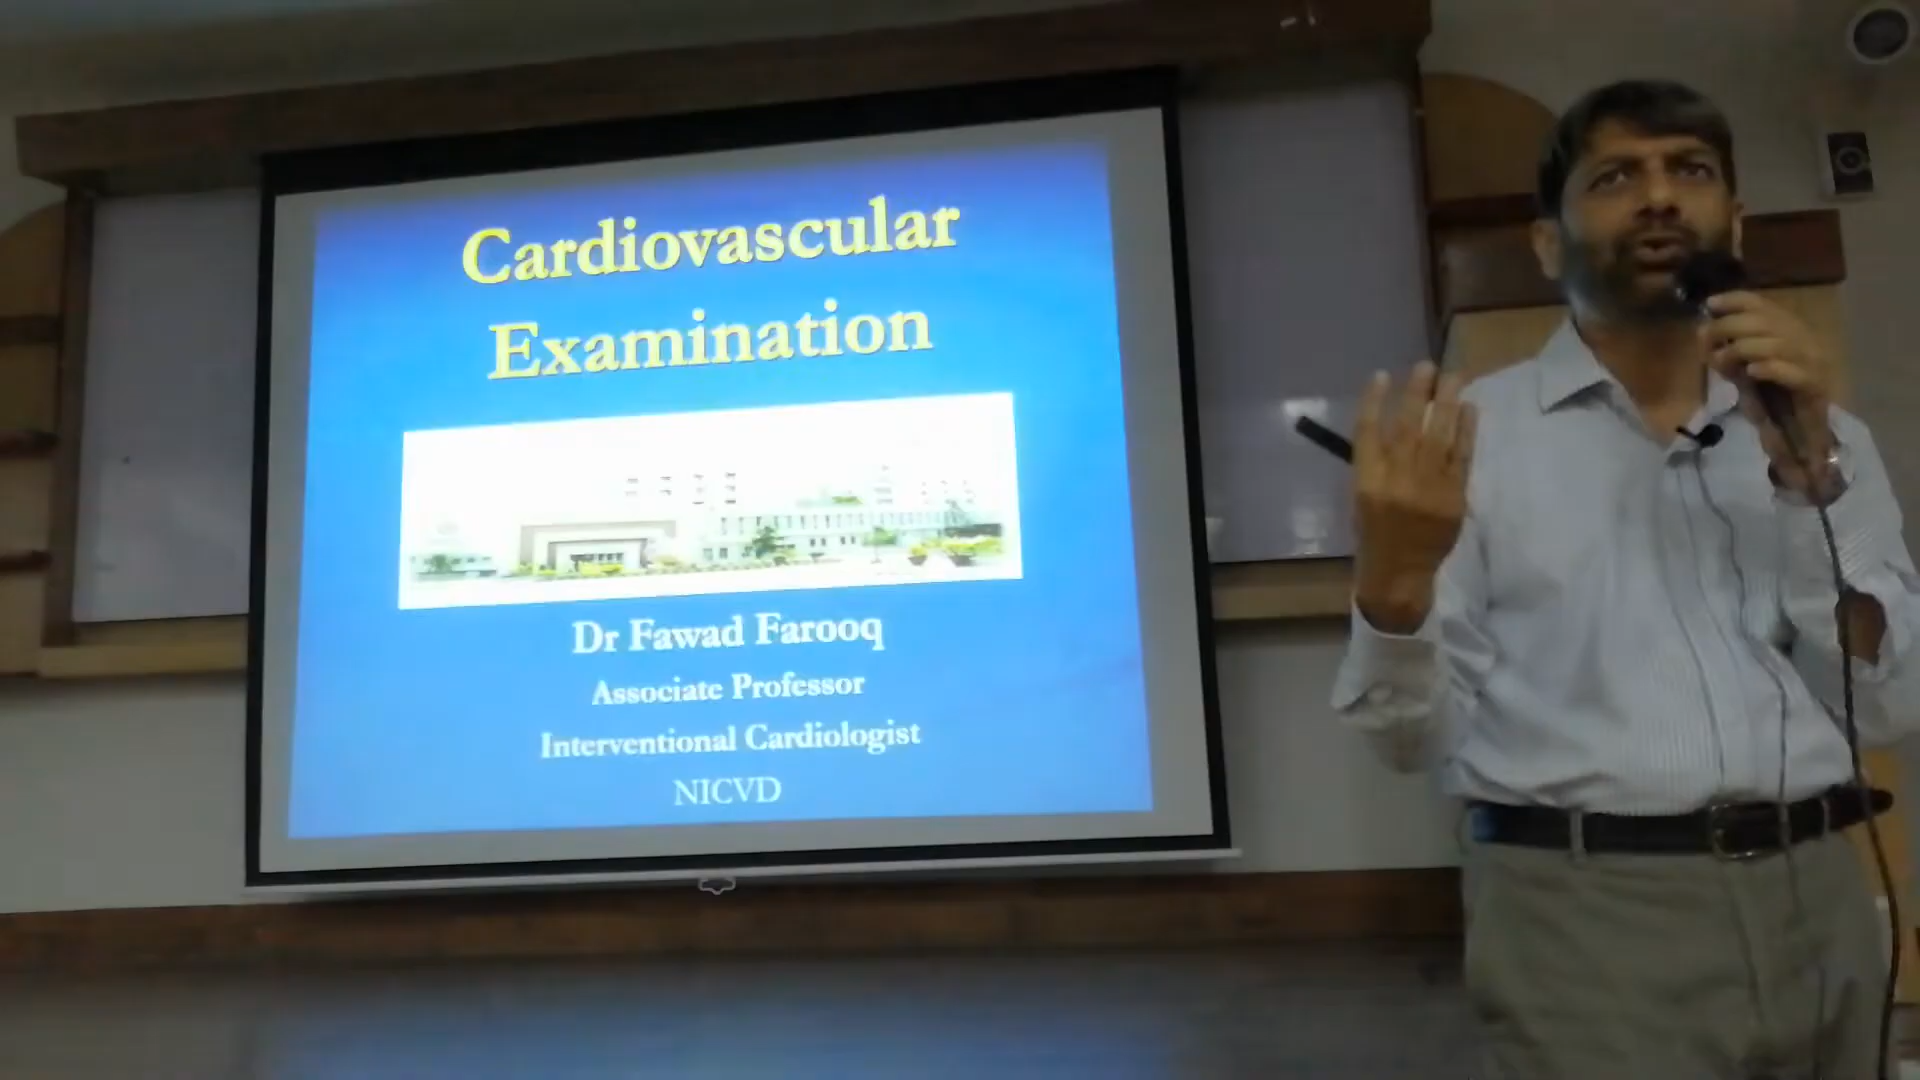 Cardiovascular
Examination
Dr Fawad Farooq
Associate Professor
Interventional Cardiologist
NICVD